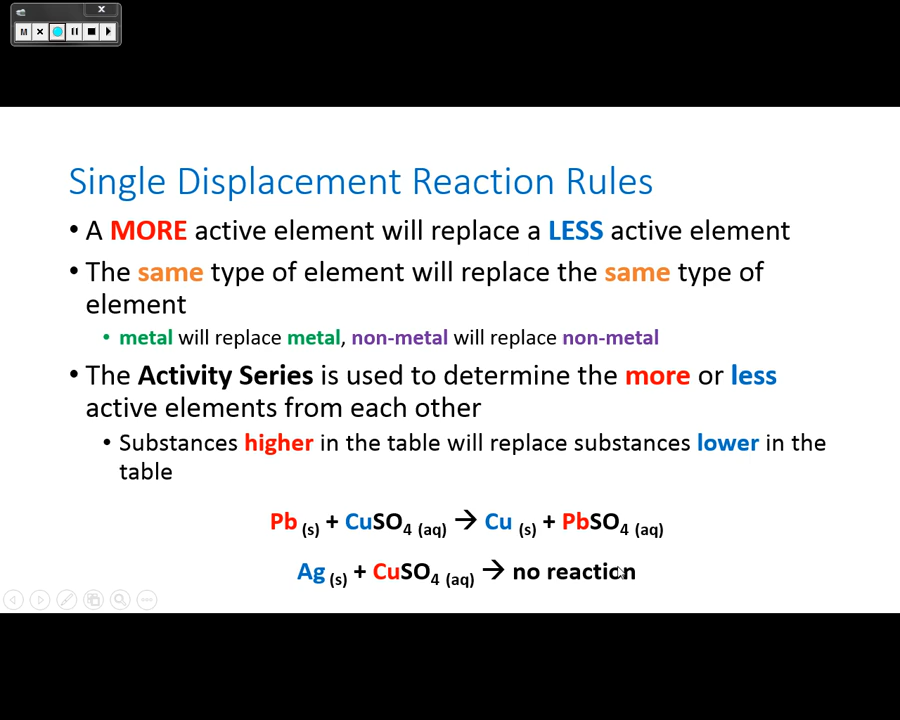 M
Single Displacement Reaction Rules
• A MORE active element will replace a LESS active element
• The same type of element will replace the same type of
element
• metal will replace metal, non-metal will replace non-metal
• The Activity Series is used to determine the more or less
active elements from each other
• Substances higher in the table will replace substances lower in the
table
Pb (s) + CuSO4 (aq) → Cu (s) + PbSO4 (aq)
Ag (s) + CuSO4 (aq) → no reaction